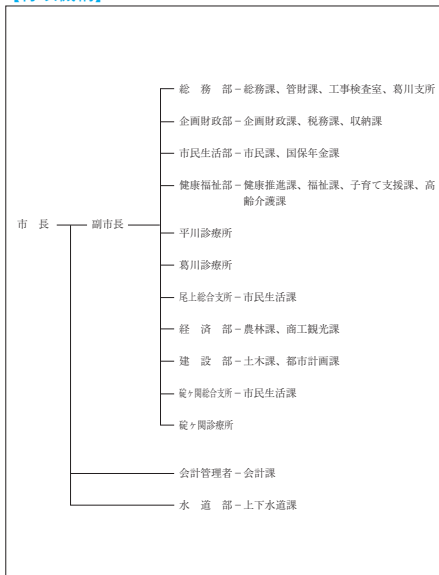 総務部－総務課、管財課、工事検査室、葛川支所
企画財政部－企画財政課、税務課、収納課
市民生活部－市民課、国保年金課
健康福祉部－健康推進課、福祉課、子育て支援課、高
齢介護課
市長
副市長
平川診療所
葛川診療所
尾上総合支所－市民生活課
経済部－農林課、商工観光課
建設部－土木課、都市計画課
碇ヶ関総合支所－市民生活課
碇ヶ関診療所
会計管理者－会計課
水道部－上下水道課